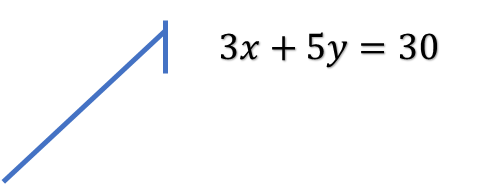 3x + 5y = 30